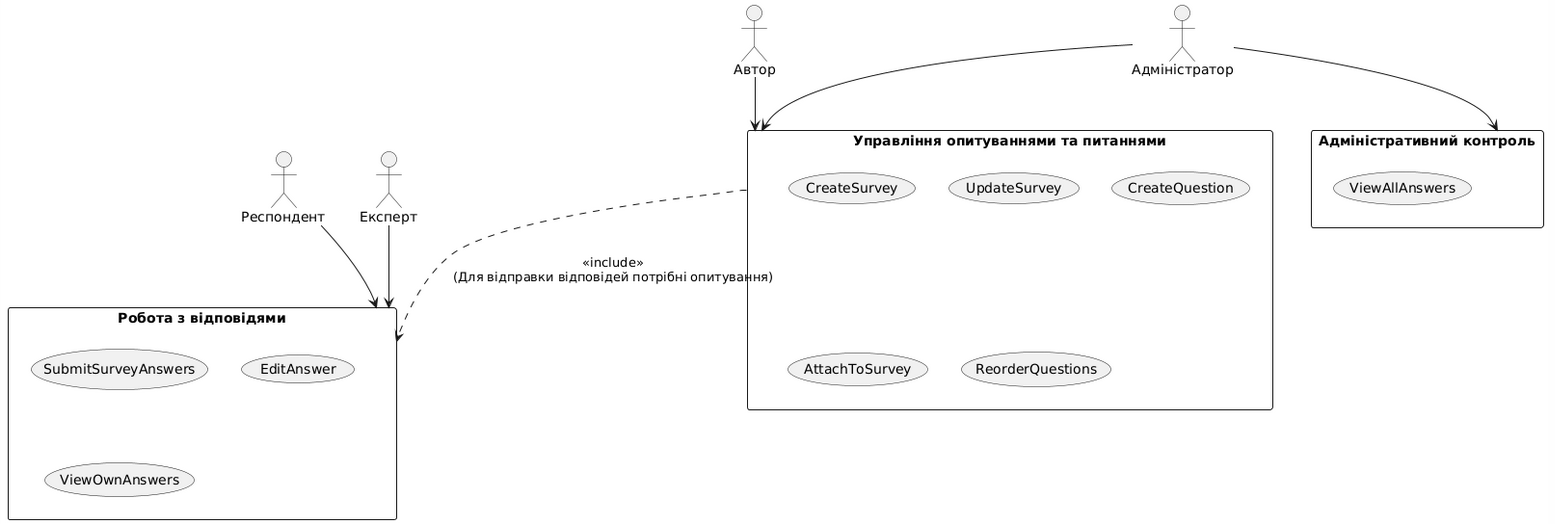 Автор
Адміністратор
Управління опитуваннями та питаннями
CreateSurvey
UpdateSurvey
CreateQuestion
AttachToSurvey
ReorderQuestions
Адміністративний контроль
ViewAllAnswers
Респондент
Експерт
«include»
(Для відправки відповідей потрібні опитування)
Робота з відповідями
SubmitSurveyAnswers
EditAnswer
ViewOwnAnswers